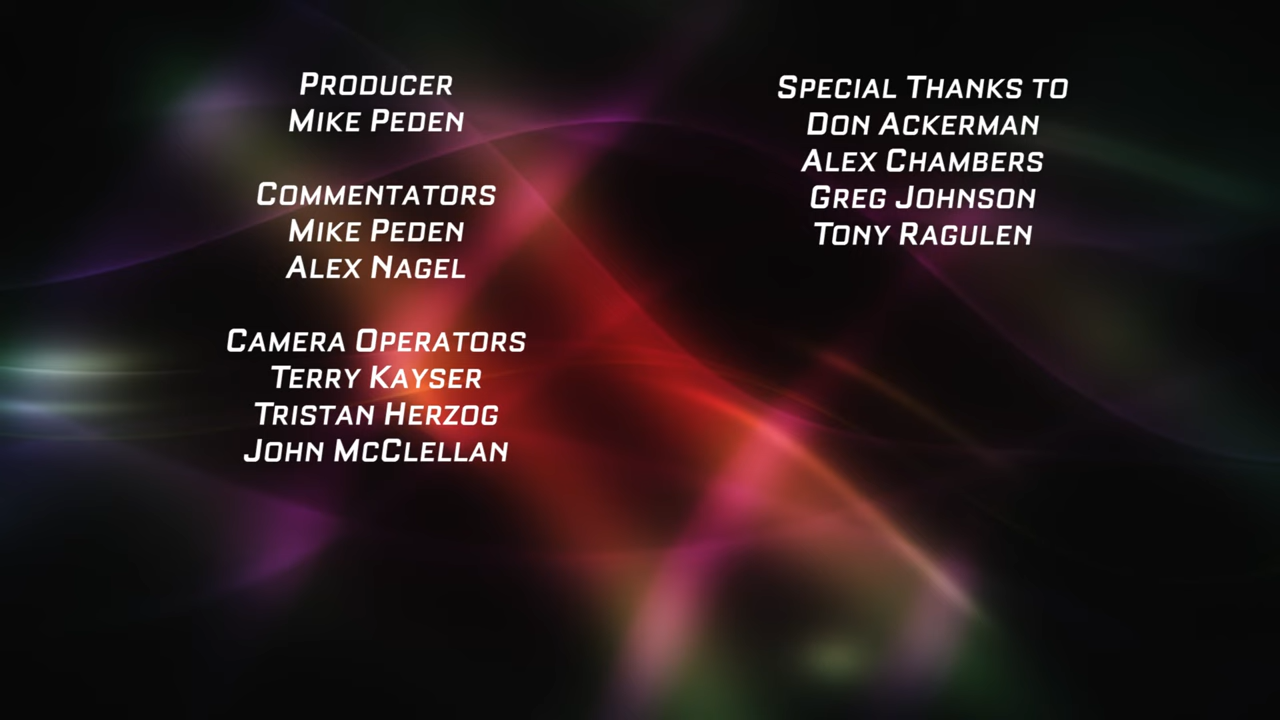 Producer
Mike Peden
Commentators
Mike Peden
Alex Nagel
Camera Operators
Terry Kayser
Tristan Herzog
John McClellan
Special Thanks to
Don Ackerman
Alex Chambers
Greg Johnson
Tony Ragulen